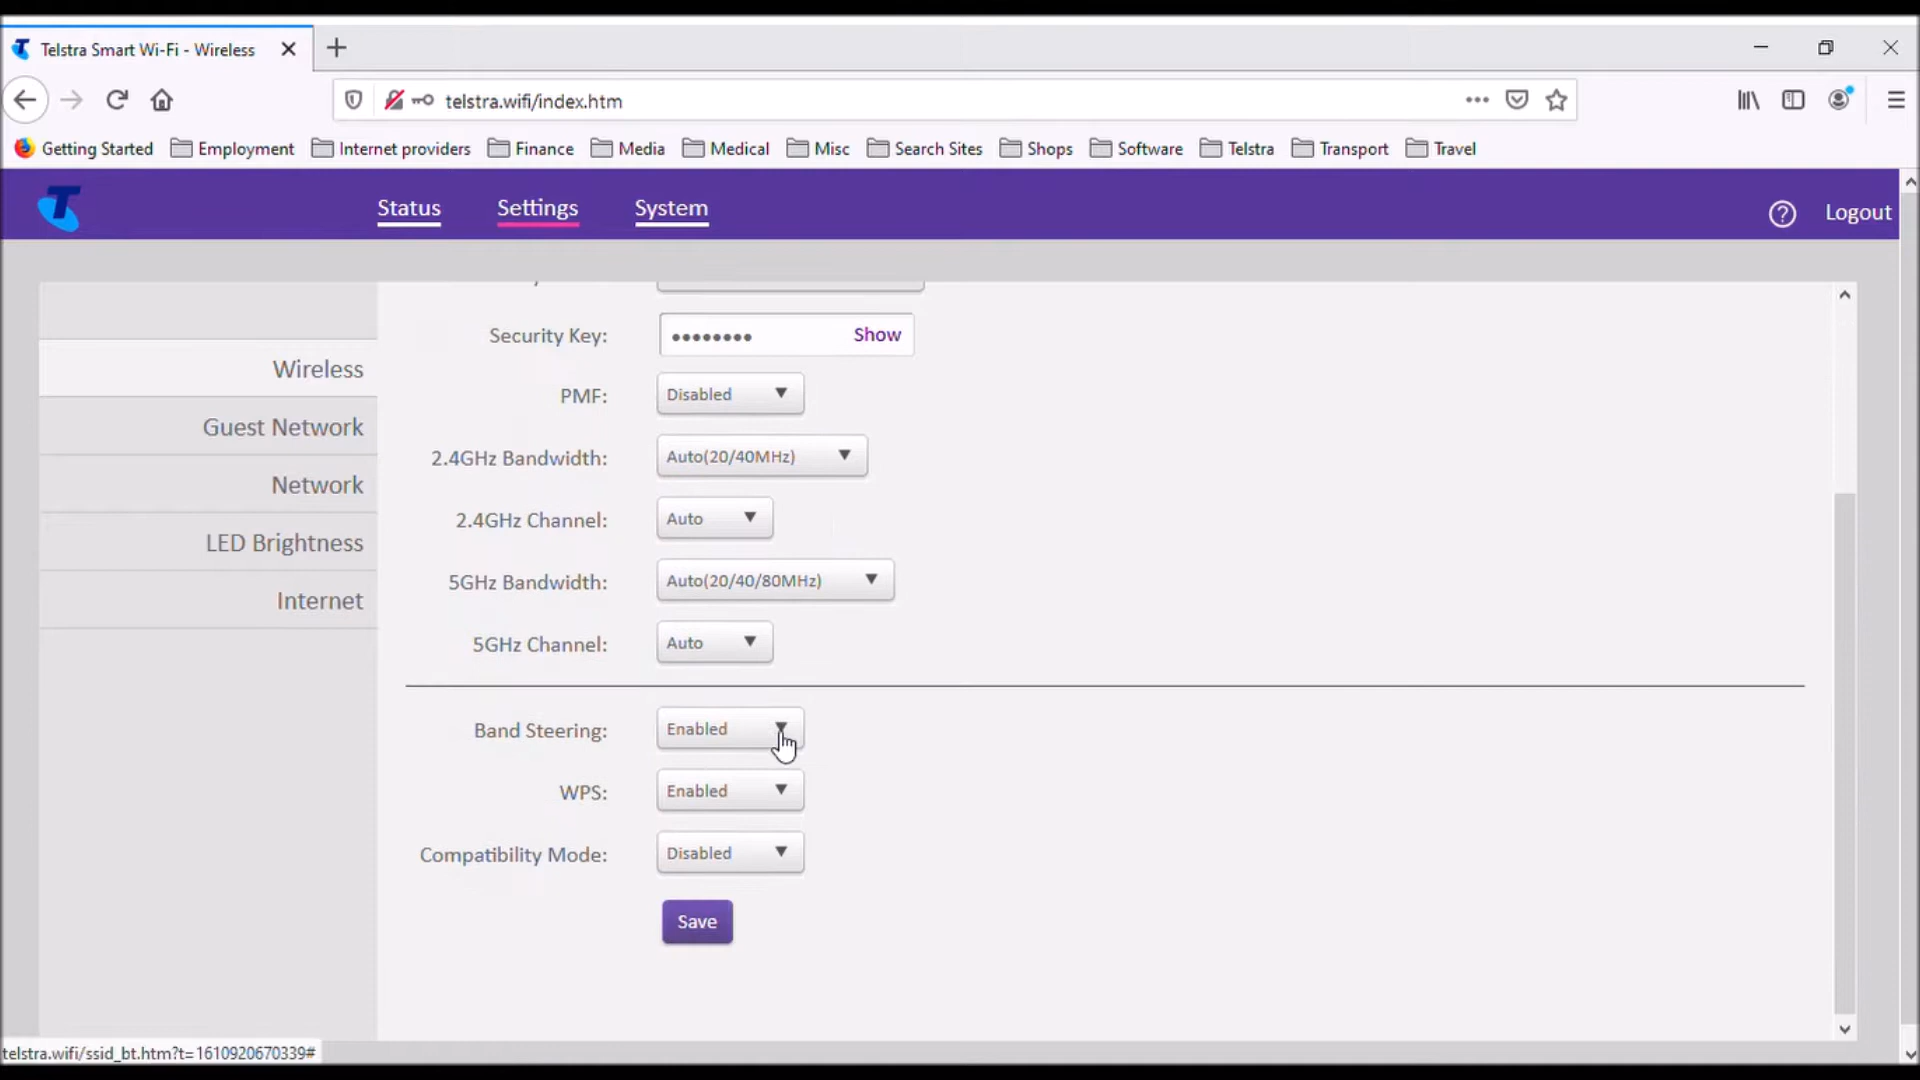 Telstra Smart Wi-Fi - Wireless
telstra.wifi/index.htm
Getting Started Employment Internet providers Finance Media Medical Misc Search Sites Shops Software Telstra Transport Travel
T Status Settings System ? Logout
Security Key: •••••••• Show
Wireless
PMF: Disabled
Guest Network
2.4GHz Bandwidth: Auto(20/40MHz)
Network
2.4GHz Channel: Auto
LED Brightness
5GHz Bandwidth: Auto(20/40/80MHz)
Internet
5GHz Channel: Auto
Band Steering: Enabled
WPS: Enabled
Compatibility Mode: Disabled
Save
telstra.wifi/ssid_bt.htm?t=1610920670339#